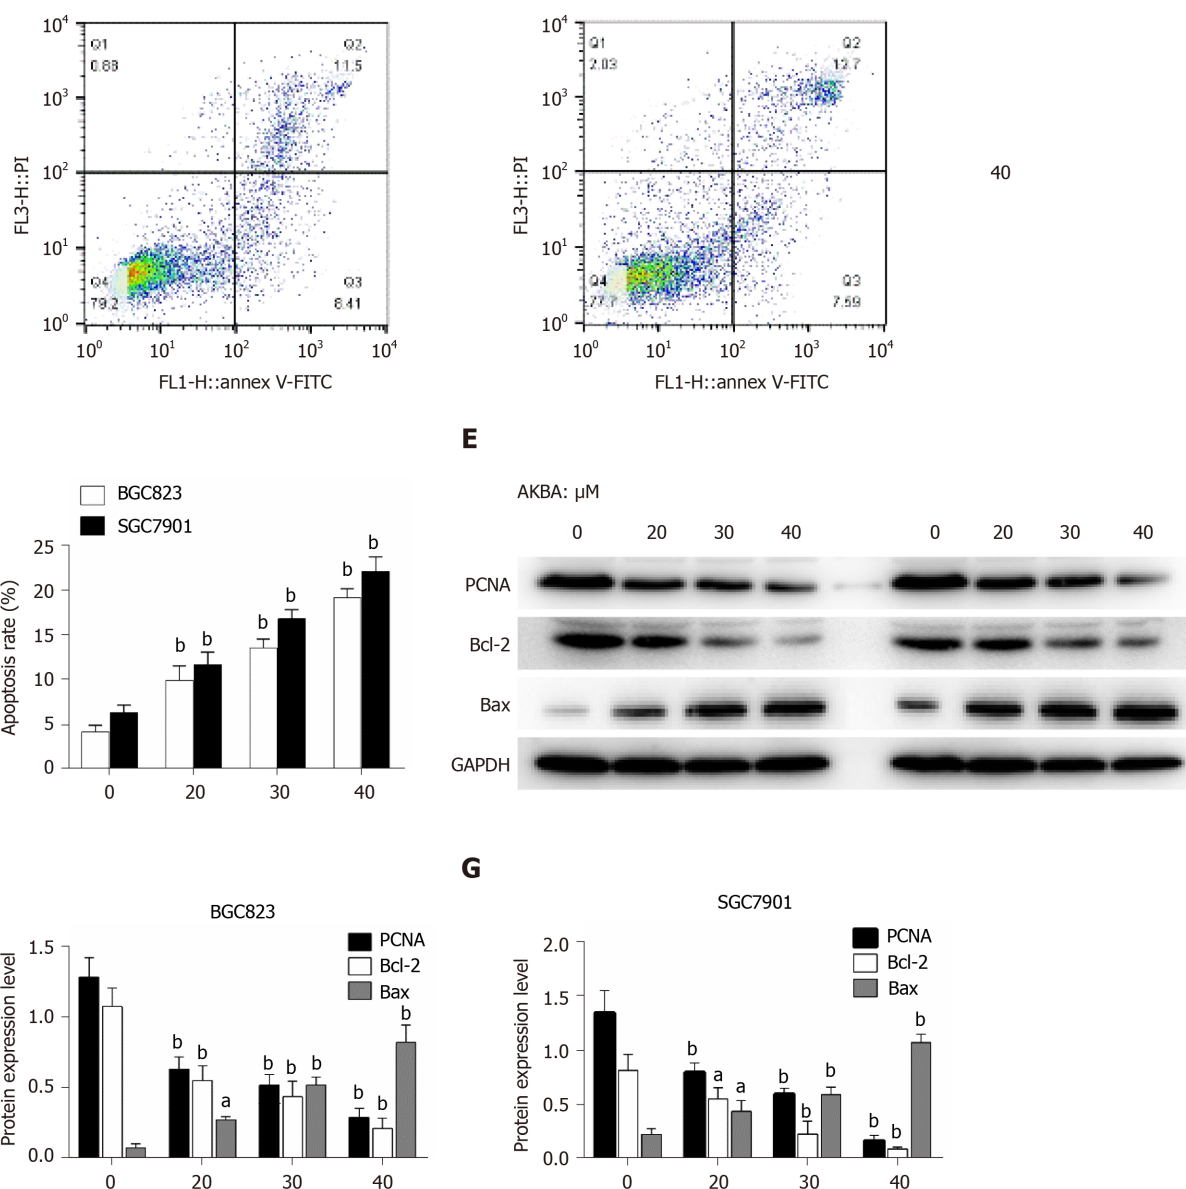 10⁴
10³
10²
10¹
10⁰
FL3-H::PI
Q1
0.88
Q2
11.5
Q4
79.2
Q3
8.41
10⁰ 10¹ 10² 10³ 10⁴
FL1-H::annex V-FITC
10⁴
10³
10²
10¹
10⁰
FL3-H::PI
Q1
2.03
Q2
12.7
Q4
77.7
Q3
7.59
10⁰ 10¹ 10² 10³ 10⁴
FL1-H::annex V-FITC
40
BGC823
SGC7901
Apoptosis rate (%)
25
20
15
10
5
0
b b b b b b
0 20 30 40
E
AKBA: µM
0 20 30 40 0 20 30 40
PCNA
Bcl-2
Bax
GAPDH
BGC823
PCNA
Bcl-2
Bax
Protein expression level
1.5
1.0
0.5
0.0
b b a b b b b b b
0 20 30 40
G
SGC7901
PCNA
Bcl-2
Bax
Protein expression level
2.0
1.5
1.0
0.5
0.0
b a a b b b b b b
0 20 30 40